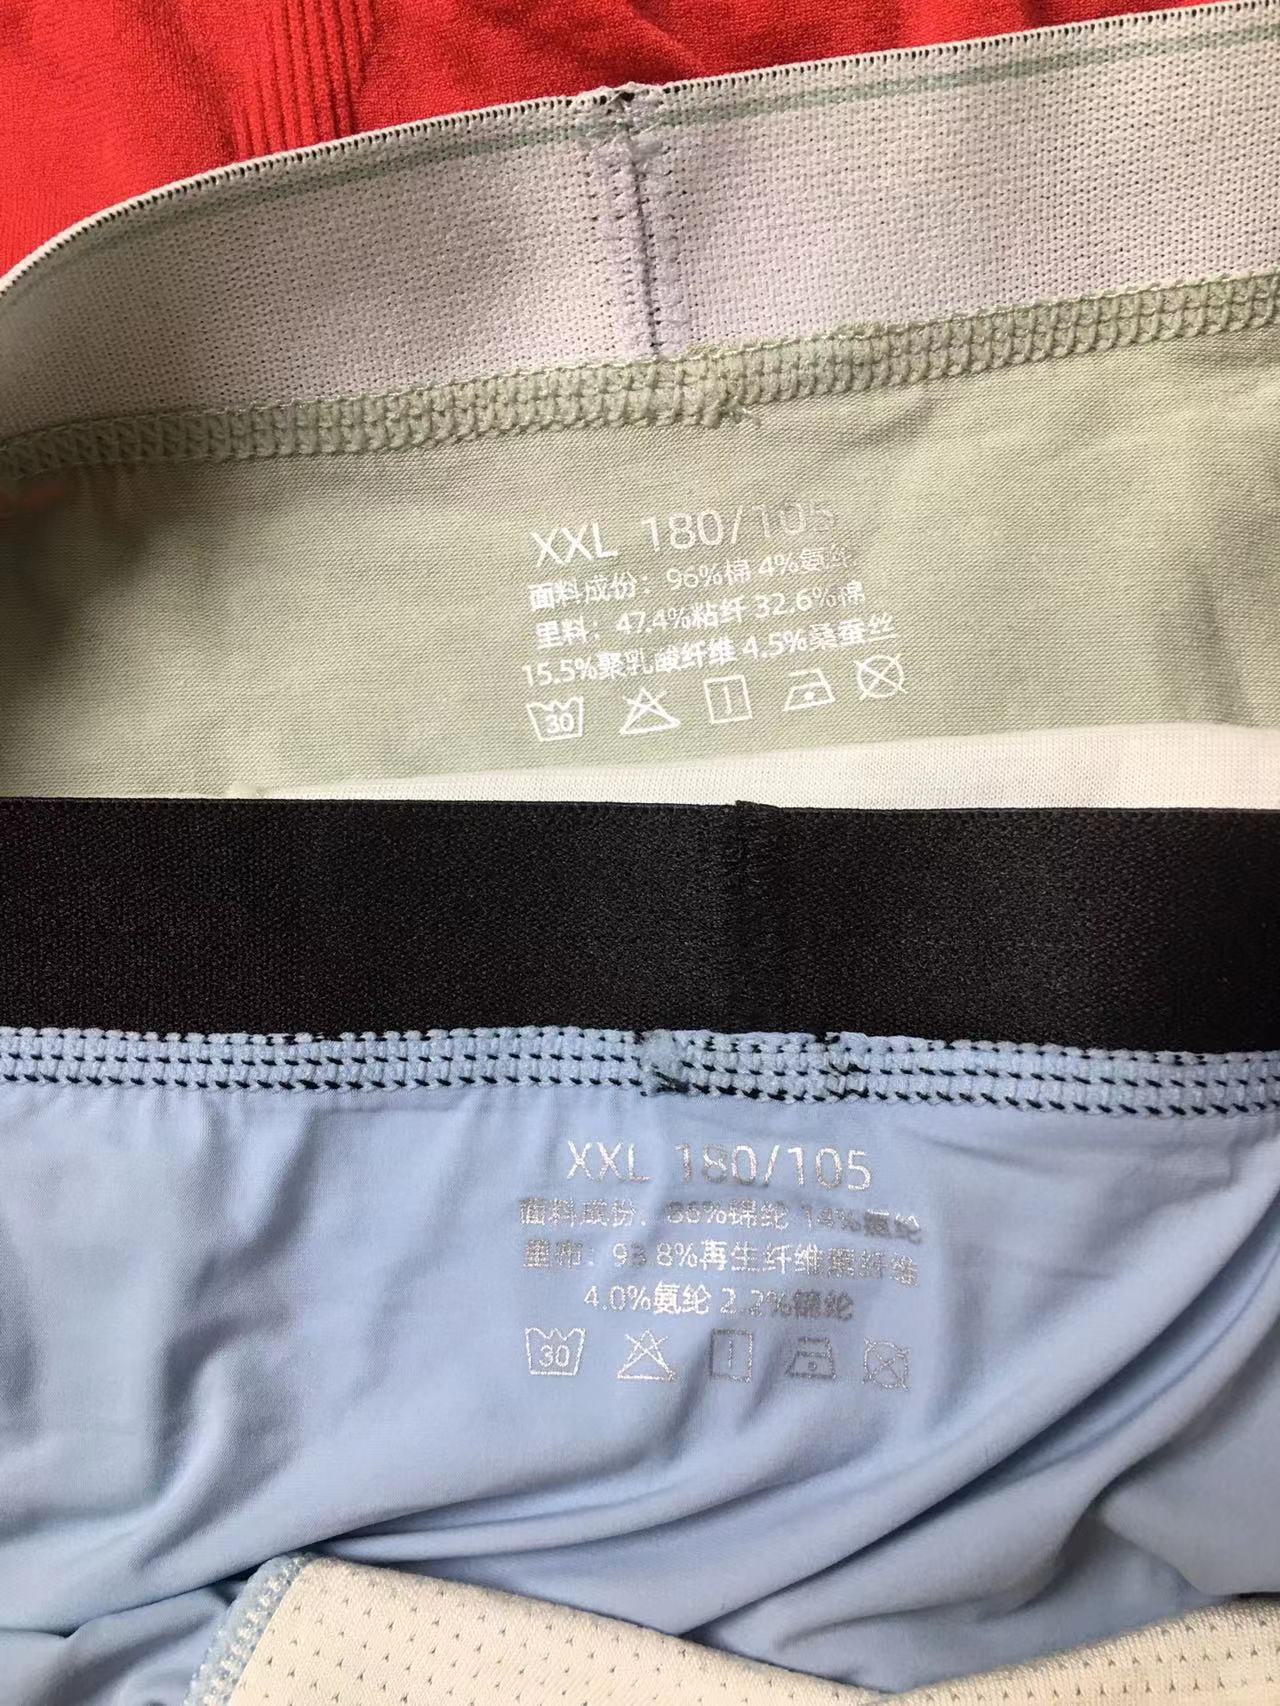 XXL 180/105
面料成份：96%棉 4%氨纶
里料：47.4%粘纤 32.6%棉
15.5%聚乳酸纤维 4.5%桑蚕丝
30
XXL 180/105
面料成份：86%锦纶 14%氨纶
里布：93.8%再生纤维素纤维
4.0%氨纶 2.2%锦纶
30